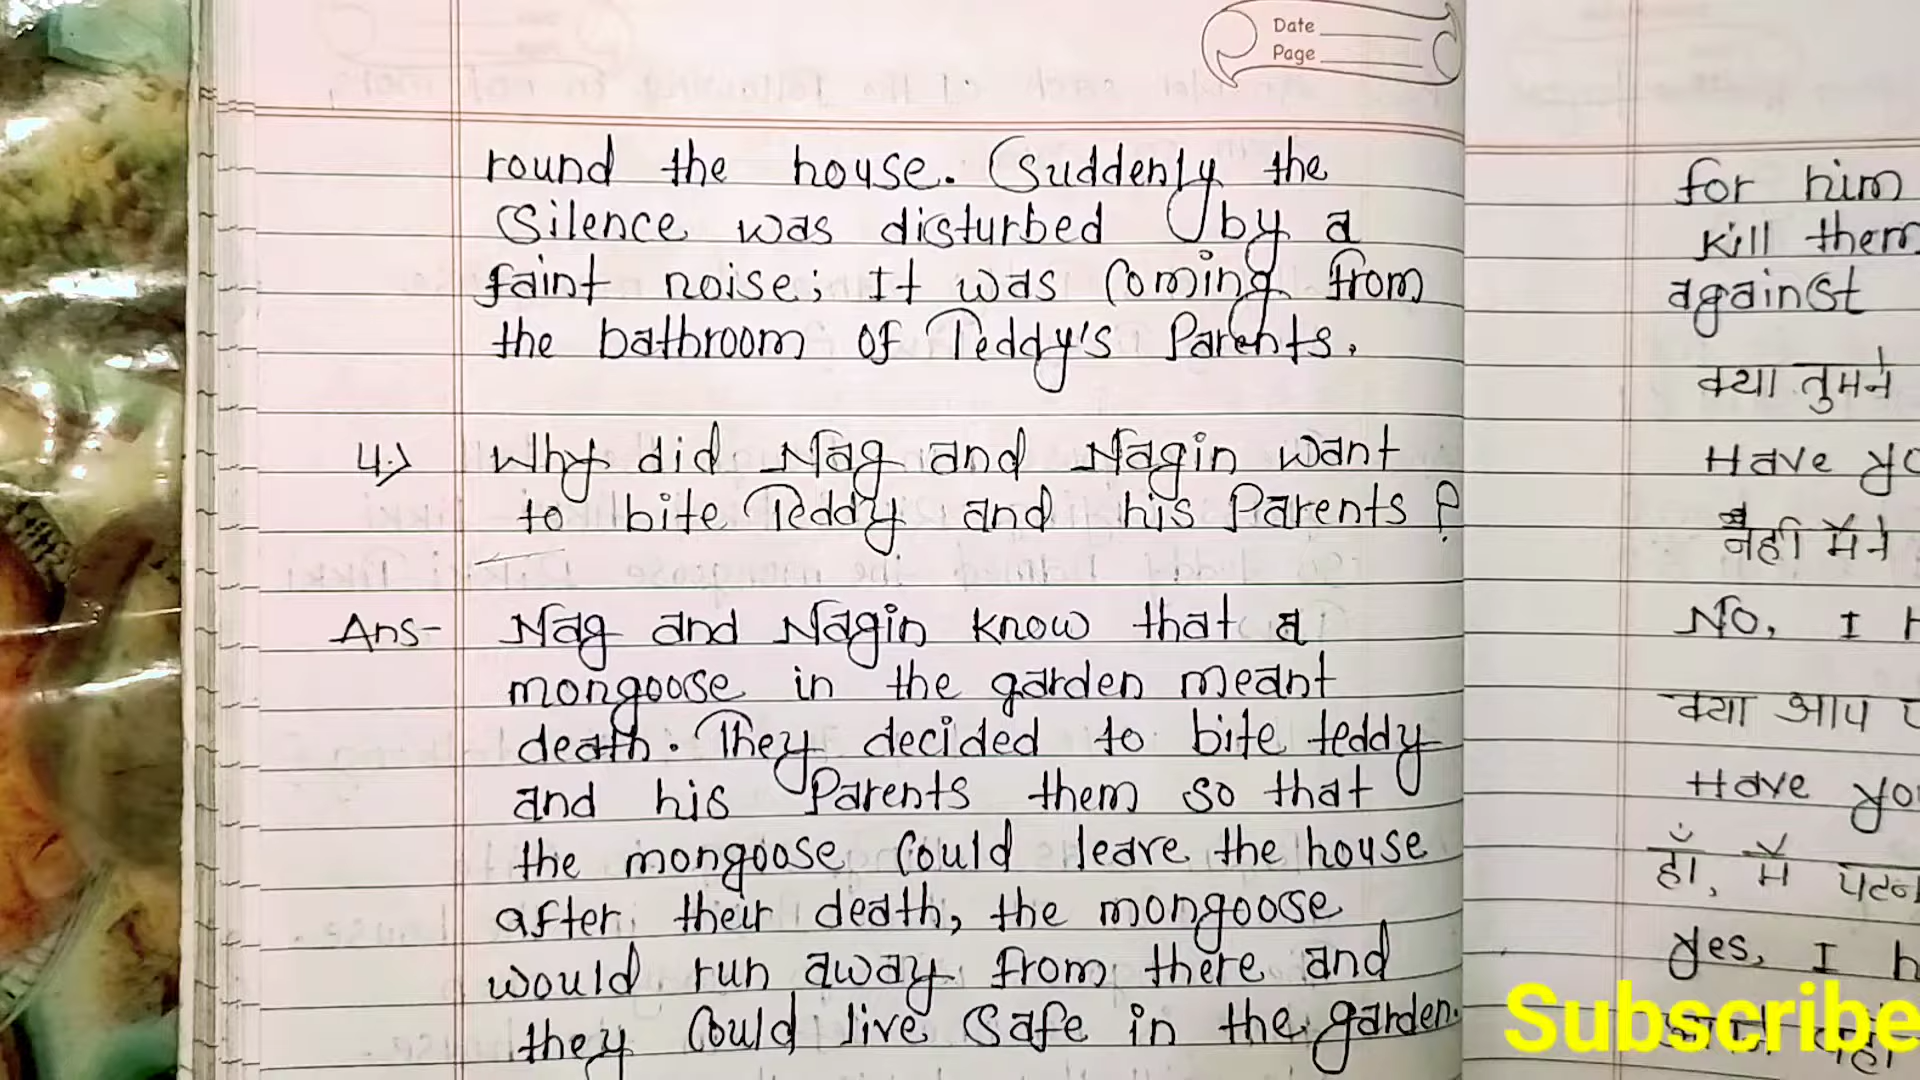 Date
Page
round the house. Suddenly the
Silence was disturbed by a
faint noise; It was Coming from
the bathroom of Teddy's Parents.
4.) Why did Nag and Nagin want
to bite Teddy and his Parents?
Ans- Nag and Nagin know that a
mongoose in the garden meant
death. They decided to bite teddy
and his Parents them so that
the mongoose Could leave the house
after their death, the mongoose
would run away from there and
they Could live Safe in the garden.
for him
kill them
against
क्या तुमने
Have yo
नहीं मैंने
No, I H
क्या आप
Have you
हाँ, मैं पटन
Yes, I h
Subscribe